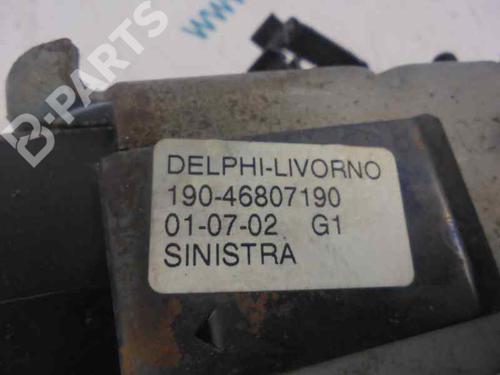 B-PARTS
DELPHI-LIVORNO
190-46807190
01-07-02 G1
SINISTRA